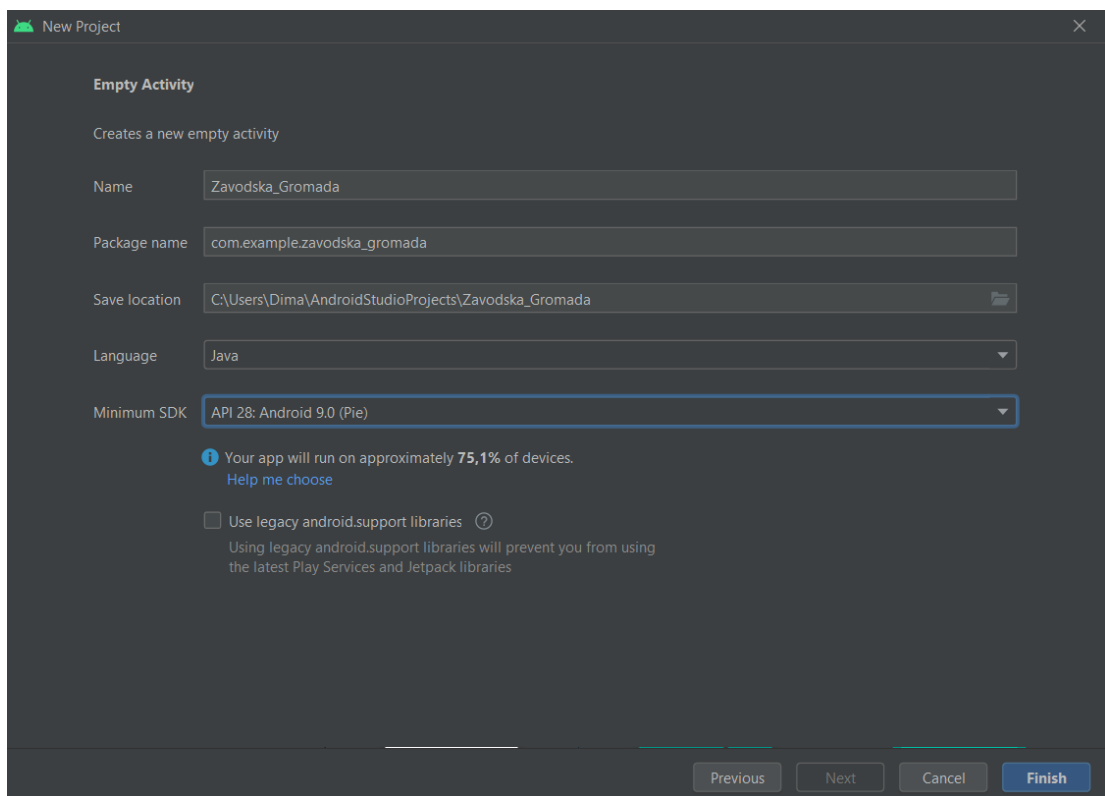 New Project
Empty Activity
Creates a new empty activity
Name Zavodska_Gromada
Package name com.example.zavodska_gromada
Save location C:\Users\Dima\AndroidStudioProjects\Zavodska_Gromada
Language Java
Minimum SDK API 28: Android 9.0 (Pie)
Your app will run on approximately 75,1% of devices.
Help me choose
Use legacy android.support libraries ?
Using legacy android.support libraries will prevent you from using
the latest Play Services and Jetpack libraries
Previous Next Cancel Finish